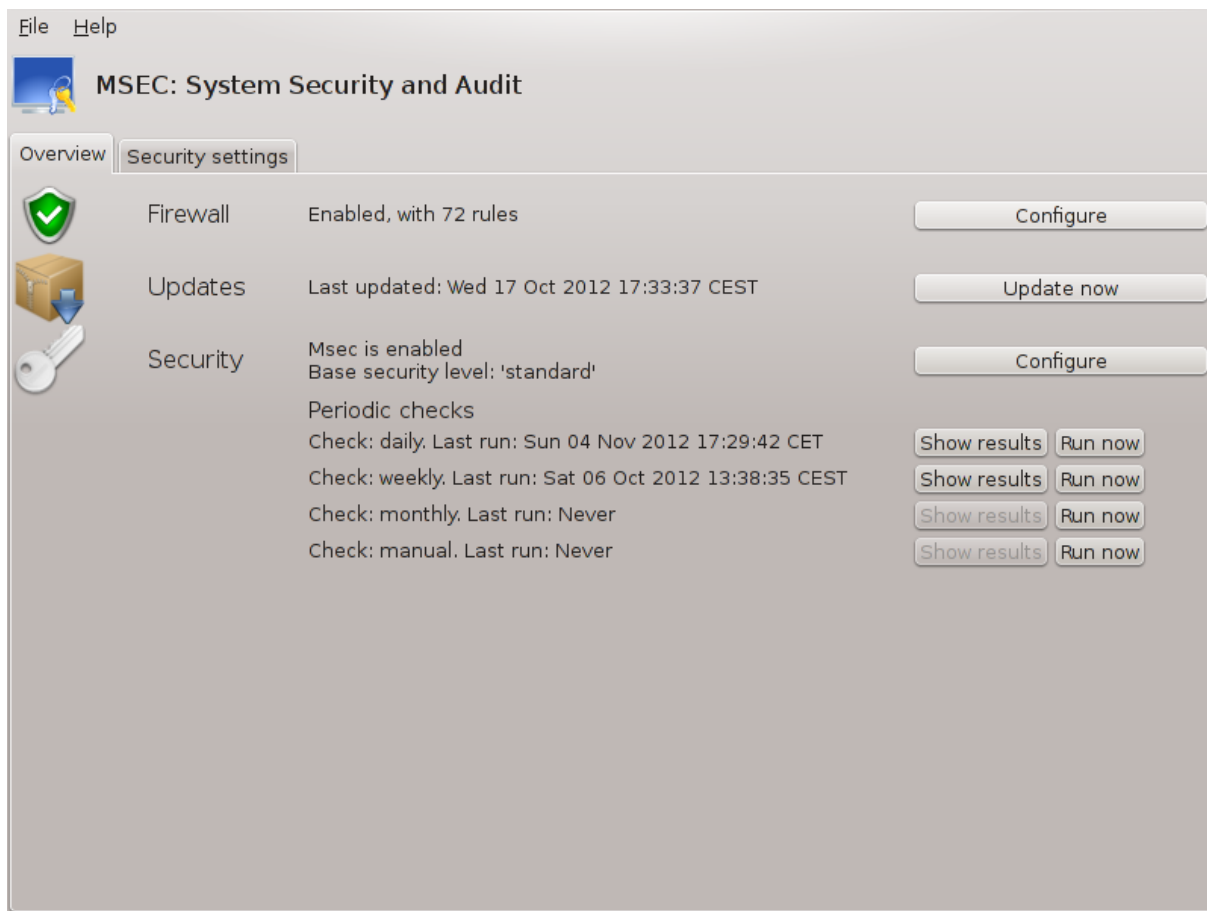 File Help
MSEC: System Security and Audit
Overview Security settings
Firewall Enabled, with 72 rules Configure
Updates Last updated: Wed 17 Oct 2012 17:33:37 CEST Update now
Security Msec is enabled
Base security level: 'standard' Configure
Periodic checks
Check: daily. Last run: Sun 04 Nov 2012 17:29:42 CET Show results Run now
Check: weekly. Last run: Sat 06 Oct 2012 13:38:35 CEST Show results Run now
Check: monthly. Last run: Never Show results Run now
Check: manual. Last run: Never Show results Run now